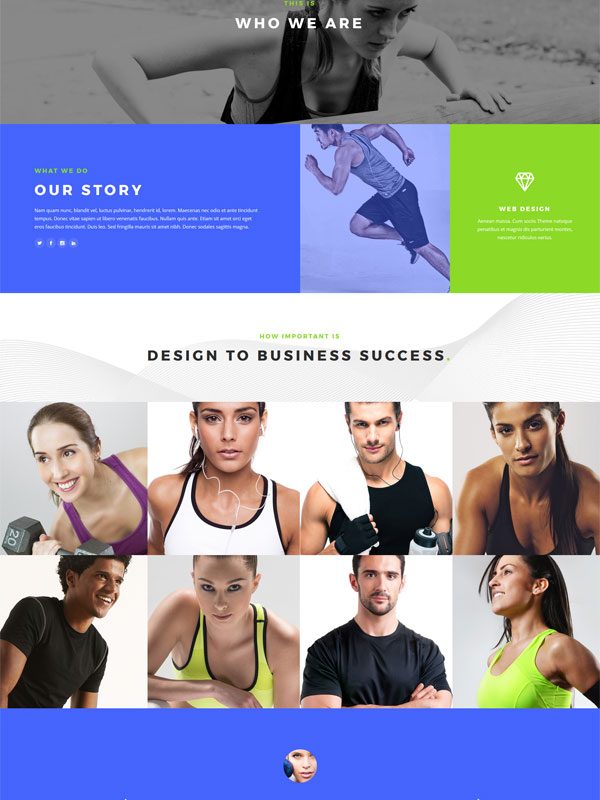 THIS IS
WHO WE ARE
WHAT WE DO
OUR STORY
Nam quam nunc, blandit vel, luctus pulvinar, hendrerit id, lorem. Maecenas nec odio et ante tincidunt
tempus. Donec vitae sapien ut libero venenatis faucibus. Nullam quis ante. Etiam sit amet orci eget
eros faucibus tincidunt. Duis leo. Sed fringilla mauris sit amet nibh. Donec sodales sagittis magna.
WEB DESIGN
Aenean massa. Cum sociis Theme natoque
penatibus et magnis dis parturient montes,
nascetur ridiculus rerius.
HOW IMPORTANT IS
DESIGN TO BUSINESS SUCCESS.
20